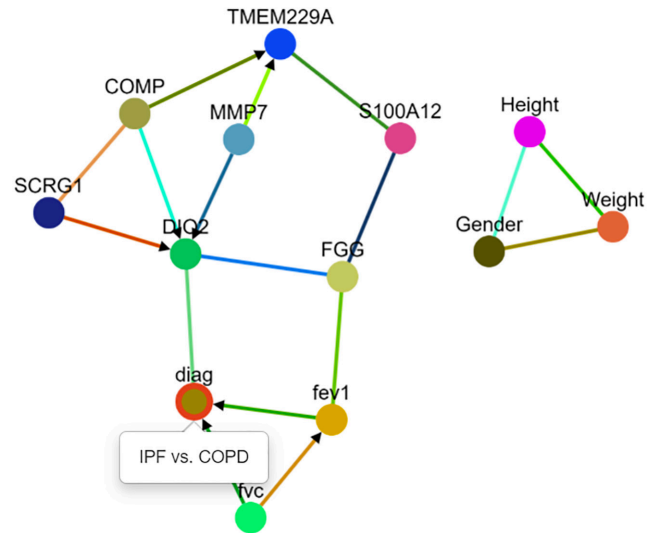 TMEM229A
COMP
MMP7
S100A12
Height
SCRG1
Weight
DIO2
Gender
FGG
diag
fev1
IPF vs. COPD
fvc